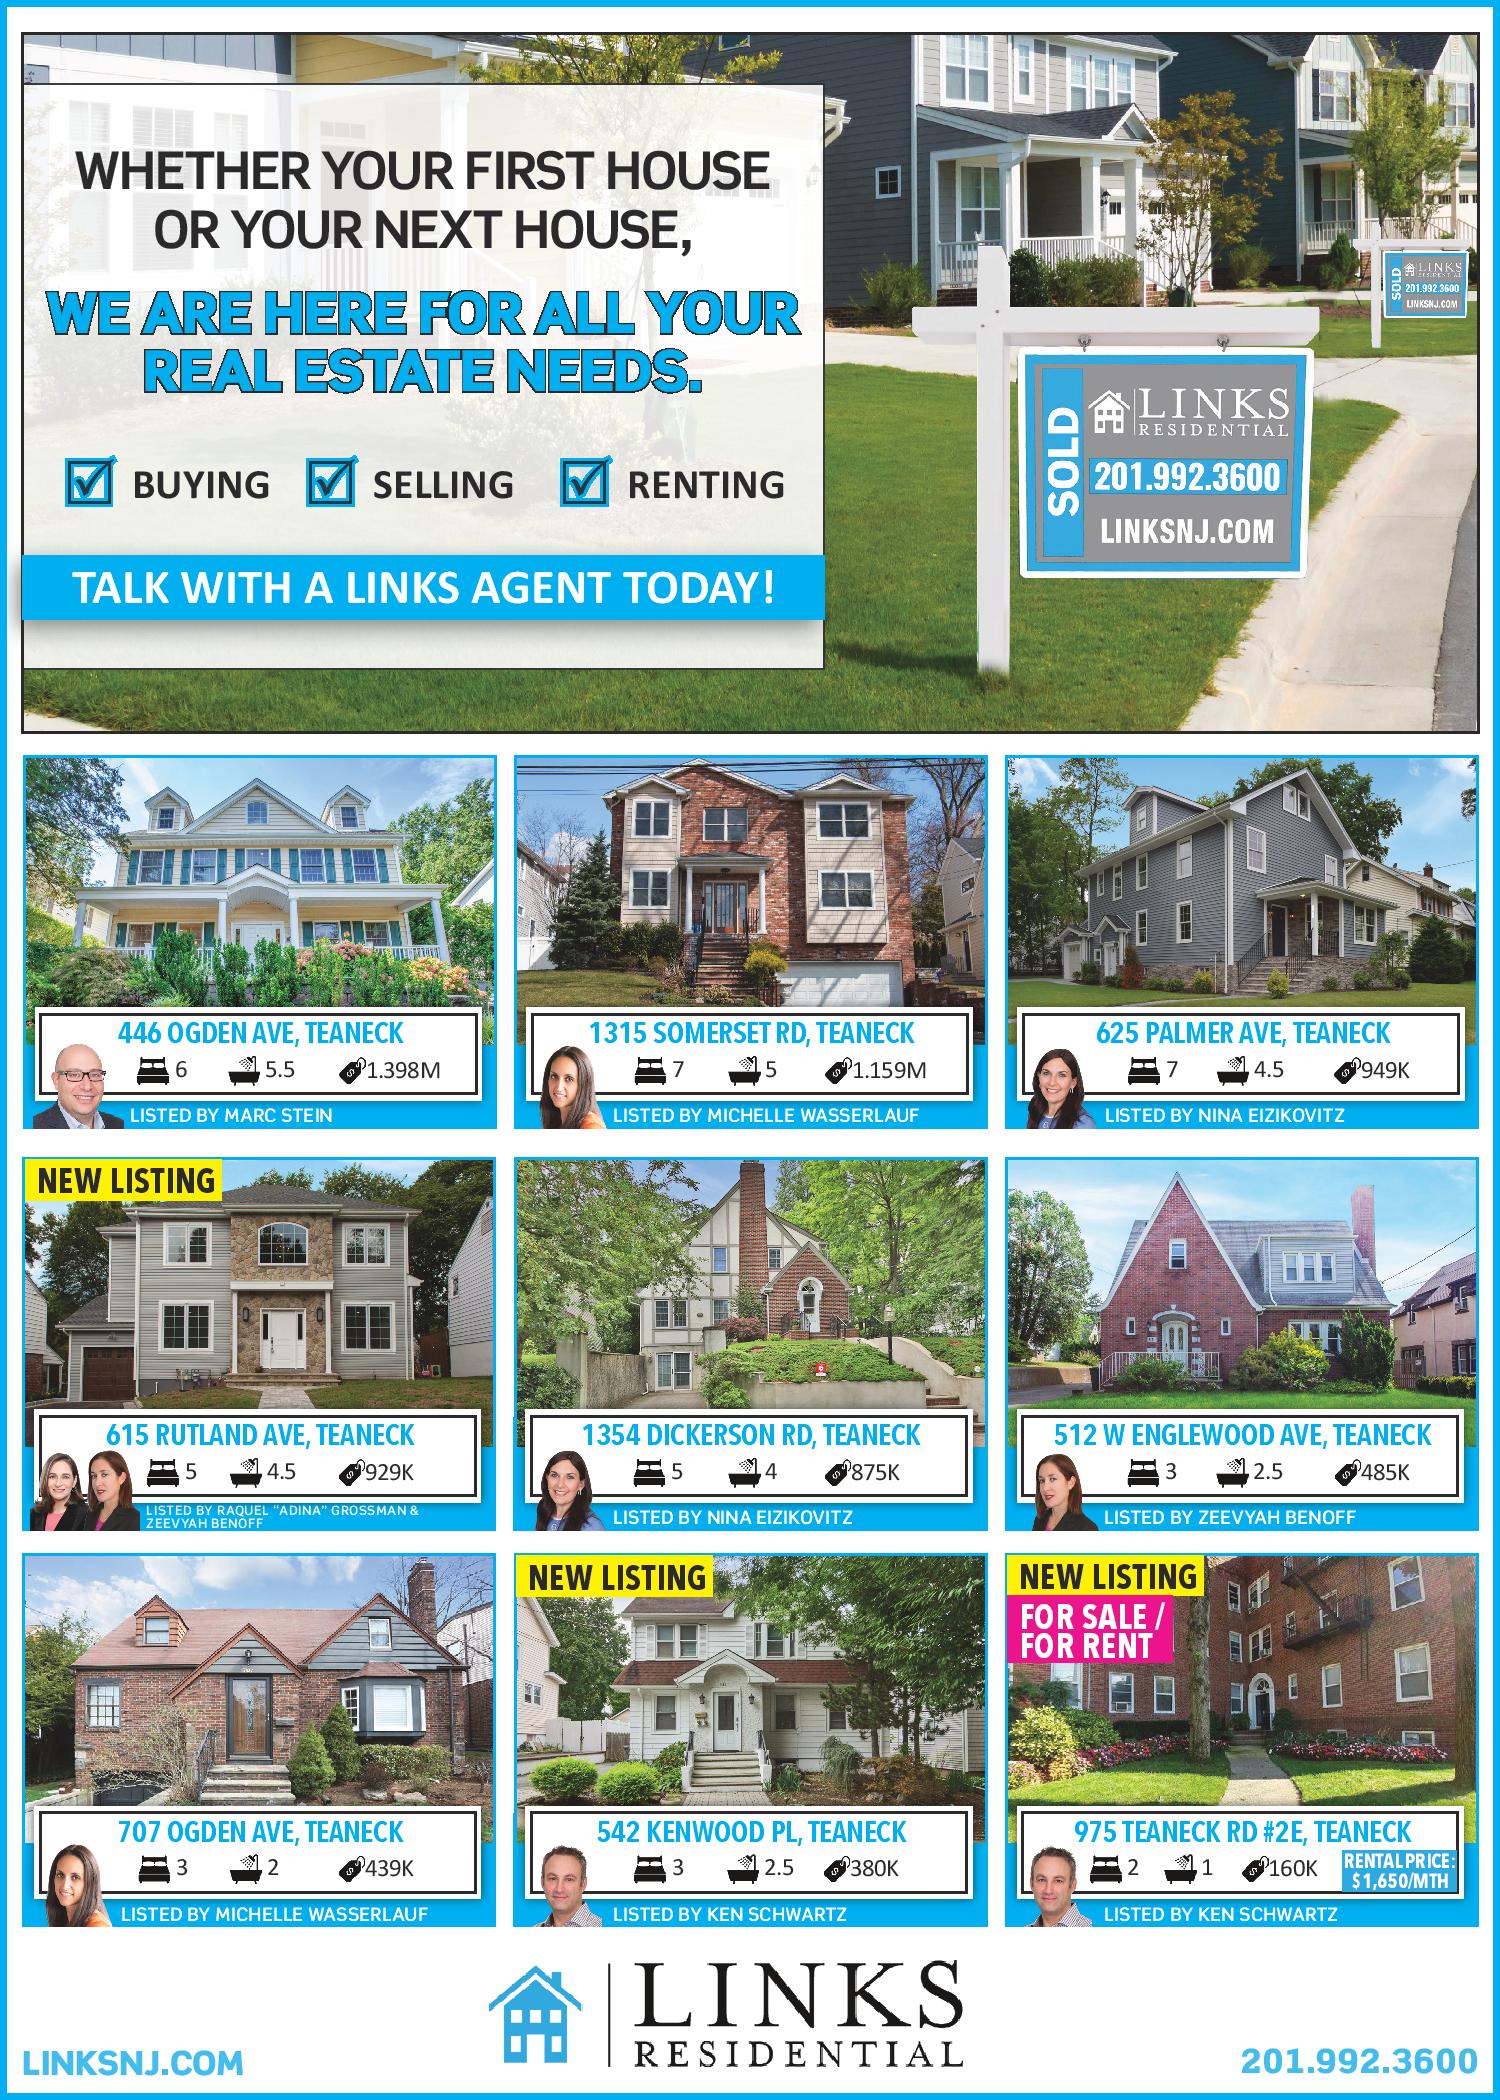 WHETHER YOUR FIRST HOUSE
OR YOUR NEXT HOUSE,
WE ARE HERE FOR ALL YOUR
REAL ESTATE NEEDS.
BUYING SELLING RENTING
TALK WITH A LINKS AGENT TODAY!
SOLD
LINKS
RESIDENTIAL
201.992.3600
LINKSNJ.COM
SOLD
LINKS
RESIDENTIAL
201.992.3600
LINKSNJ.COM
446 OGDEN AVE, TEANECK
6 5.5 $ 1.398M
LISTED BY MARC STEIN
1315 SOMERSET RD, TEANECK
7 5 $ 1.159M
LISTED BY MICHELLE WASSERLAUF
625 PALMER AVE, TEANECK
7 4.5 $ 949K
LISTED BY NINA EIZIKOVITZ
NEW LISTING
615 RUTLAND AVE, TEANECK
5 4.5 $ 929K
LISTED BY RAQUEL “ADINA” GROSSMAN &
ZEEVYAH BENOFF
1354 DICKERSON RD, TEANECK
5 4 $ 875K
LISTED BY NINA EIZIKOVITZ
512 W ENGLEWOOD AVE, TEANECK
3 2.5 $ 485K
LISTED BY ZEEVYAH BENOFF
707 OGDEN AVE, TEANECK
3 2 $ 439K
LISTED BY MICHELLE WASSERLAUF
NEW LISTING
542 KENWOOD PL, TEANECK
3 2.5 $ 380K
LISTED BY KEN SCHWARTZ
NEW LISTING
FOR SALE /
FOR RENT
975 TEANECK RD #2E, TEANECK
2 1 $ 160K
RENTAL PRICE:
$1,650/MTH
LISTED BY KEN SCHWARTZ
LINKS
RESIDENTIAL
LINKSNJ.COM
201.992.3600